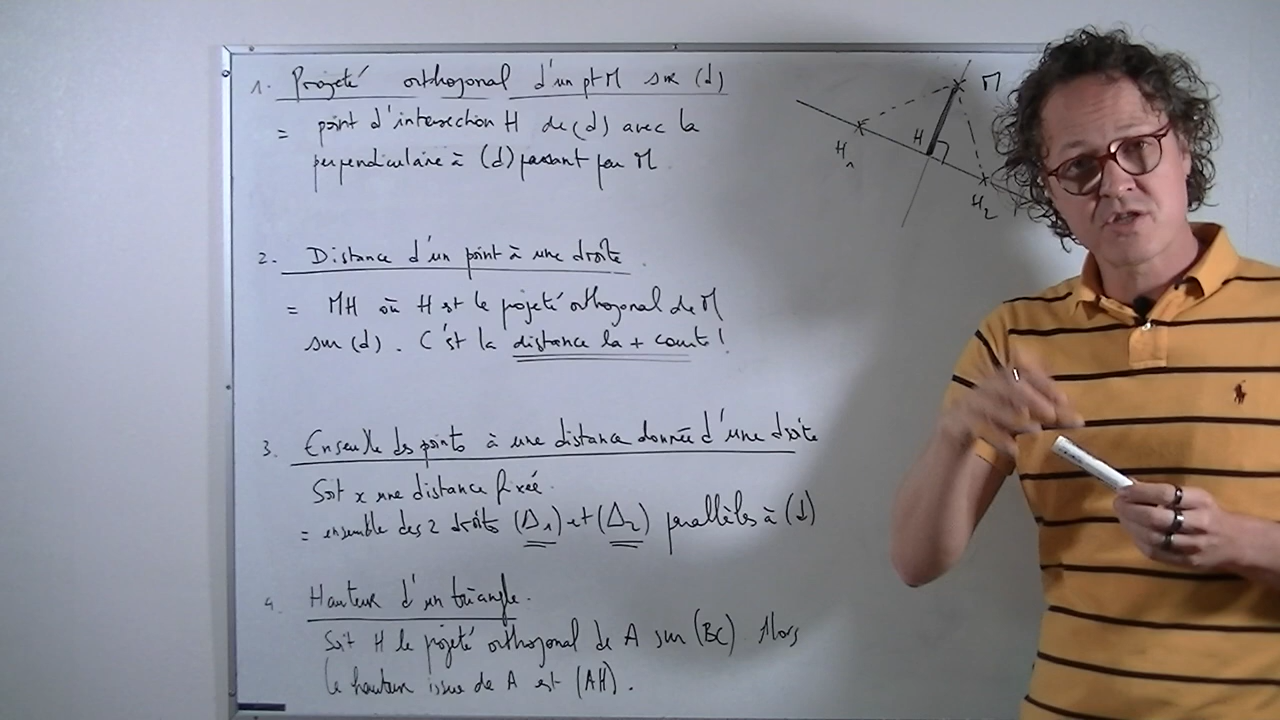 1. Projeté orthogonal d'un pt M sur (d)
= point d'intersection H de (d) avec la
perpendiculaire à (d) passant par M.
2. Distance d'un point à une droite.
= MH où H est le projeté orthogonal de M
sur (d). C'est la distance la + courte !
3. Ensemble des points à une distance donnée d'une droite
Soit x une distance fixée.
= ensemble des 2 droites (Δ1) et (Δ2) parallèles à (d)
4. Hauteur d'un triangle.
Soit H le projeté orthogonal de A sur (BC). Alors
la hauteur issue de A est (AH).
M
H
H1
H2